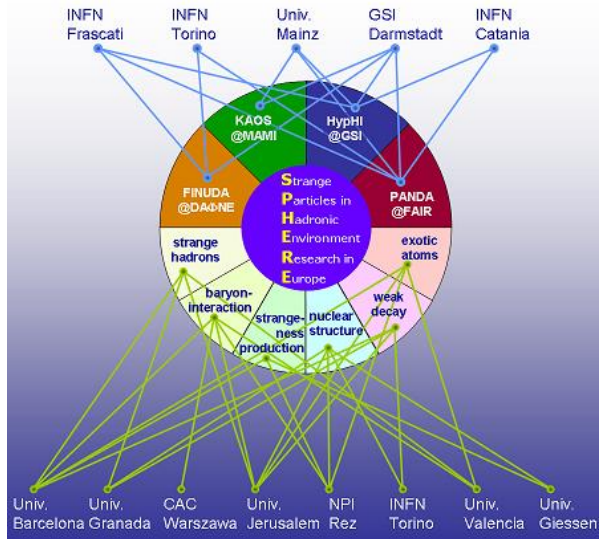 INFN
Frascati
INFN
Torino
Univ.
Mainz
GSI
Darmstadt
INFN
Catania
KAOS
@MAMI
HypHI
@GSI
FINUDA
@DAΦNE
PANDA
@FAIR
Strange
Particles in
Hadronic
Environment
Research in
Europe
strange
hadrons
baryon-
interaction
strange-
ness
production
nuclear
structure
weak
decay
exotic
atoms
Univ.
Barcelona
Univ.
Granada
CAC
Warszawa
Univ.
Jerusalem
NPI
Rez
INFN
Torino
Univ.
Valencia
Univ.
Giessen